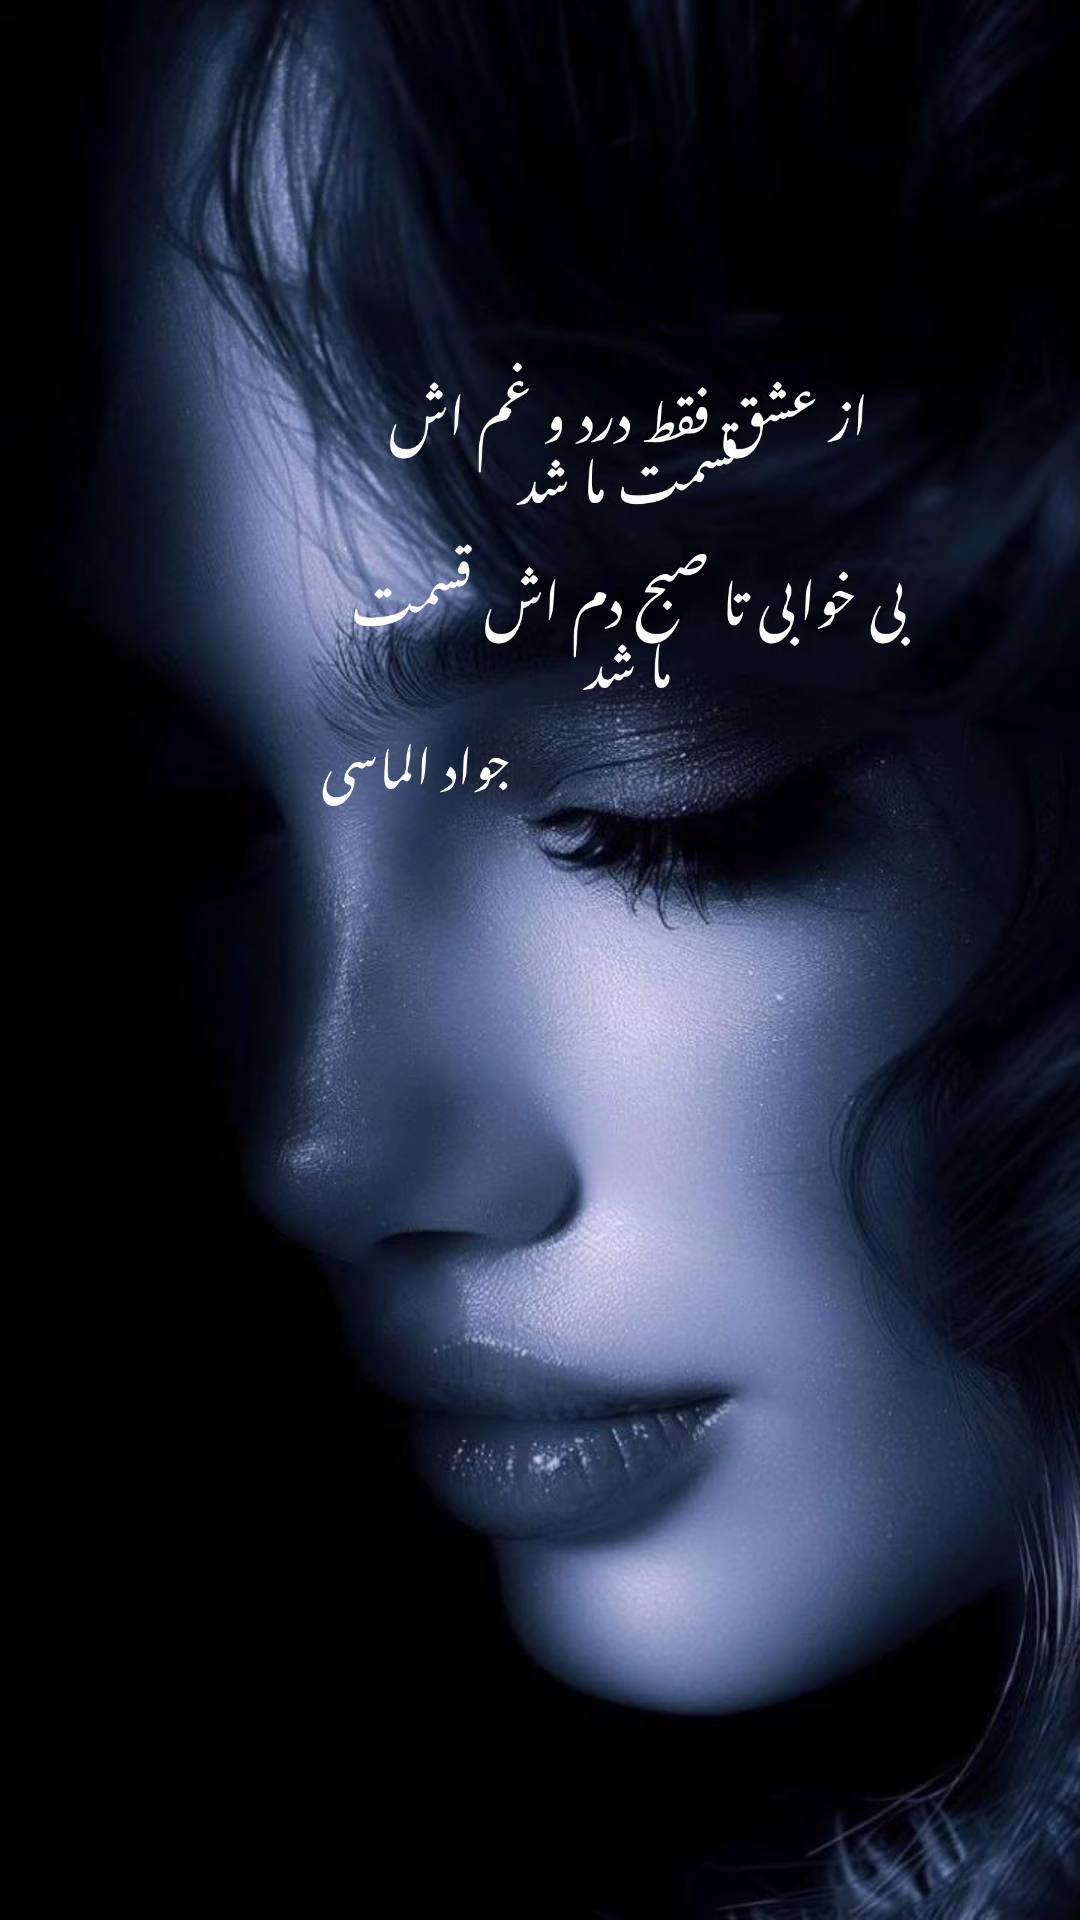 از عشق فقط درد و غم اش
قسمت ما شد
بی خوابی تا صبح دم اش قسمت
ما شد
جواد الماسی